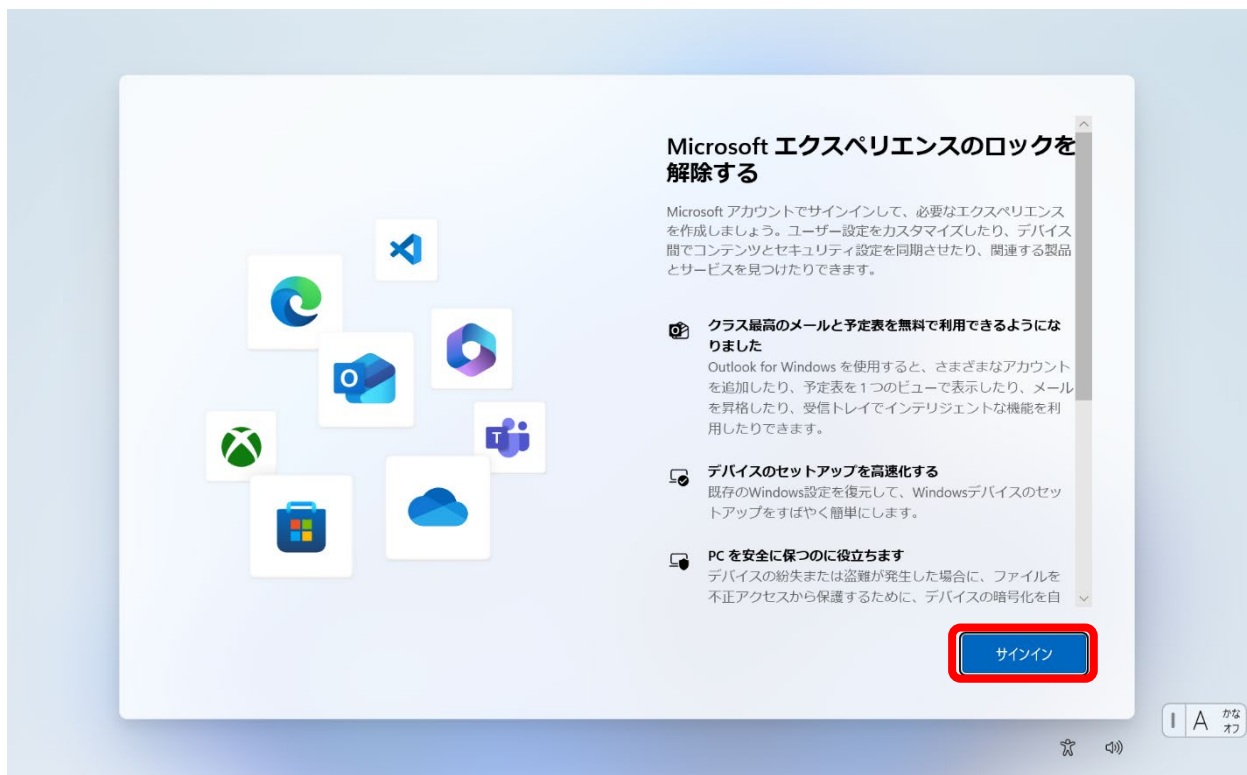 Microsoft エクスペリエンスのロックを
解除する
Microsoft アカウントでサインインして、必要なエクスペリエンス
を作成しましょう。ユーザー設定をカスタマイズしたり、デバイス
間でコンテンツとセキュリティ設定を同期させたり、関連する製品
とサービスを見つけたりできます。
クラス最高のメールと予定表を無料で利用できるようにな
りました
Outlook for Windows を使用すると、さまざまなアカウント
を追加したり、予定表を 1 つのビューで表示したり、メール
を昇格したり、受信トレイでインテリジェントな機能を利
用したりできます。
デバイスのセットアップを高速化する
既存のWindows設定を復元して、Windowsデバイスのセッ
トアップをすばやく簡単にします。
PC を安全に保つのに役立ちます
デバイスの紛失または盗難が発生した場合に、ファイルを
不正アクセスから保護するために、デバイスの暗号化を自
サインイン
A かな
オフ